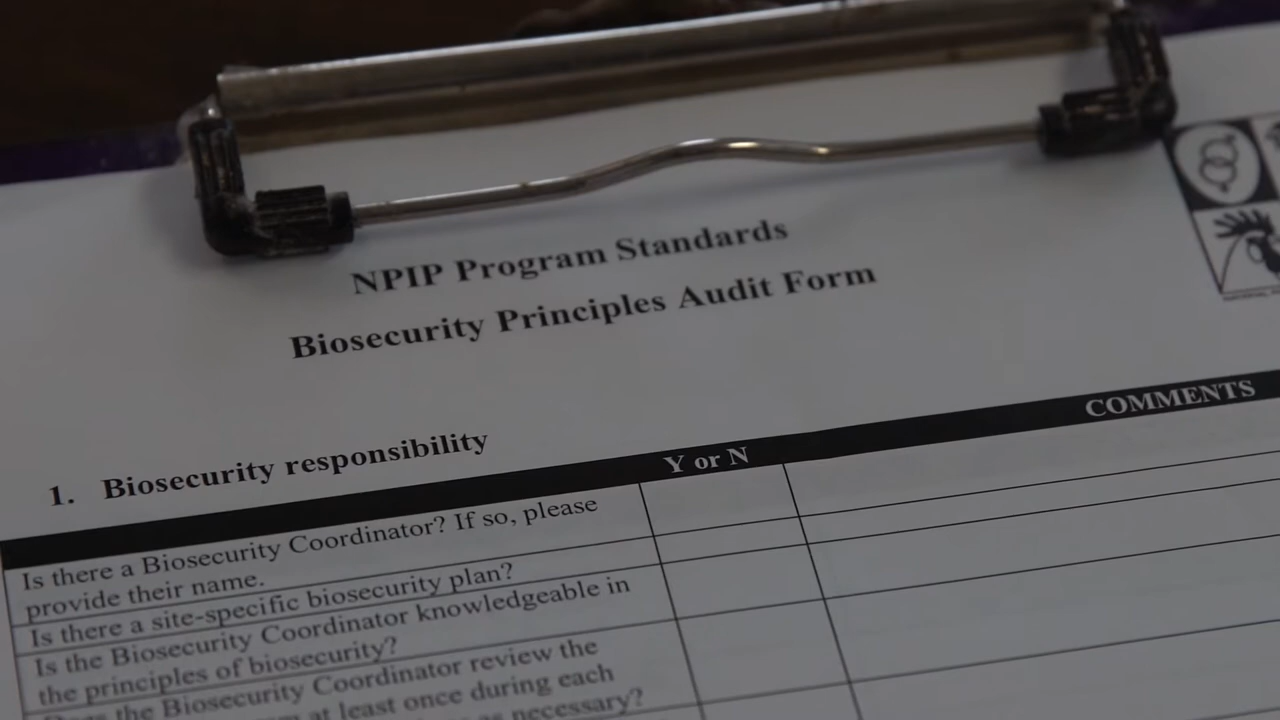 NPIP Program Standards
Biosecurity Principles Audit Form
1. Biosecurity responsibility
Y or N
COMMENTS
Is there a Biosecurity Coordinator? If so, please
provide their name.
Is there a site-specific biosecurity plan?
Is the Biosecurity Coordinator knowledgeable in
the principles of biosecurity?
Does the Biosecurity Coordinator review the
at least once during each
as necessary?